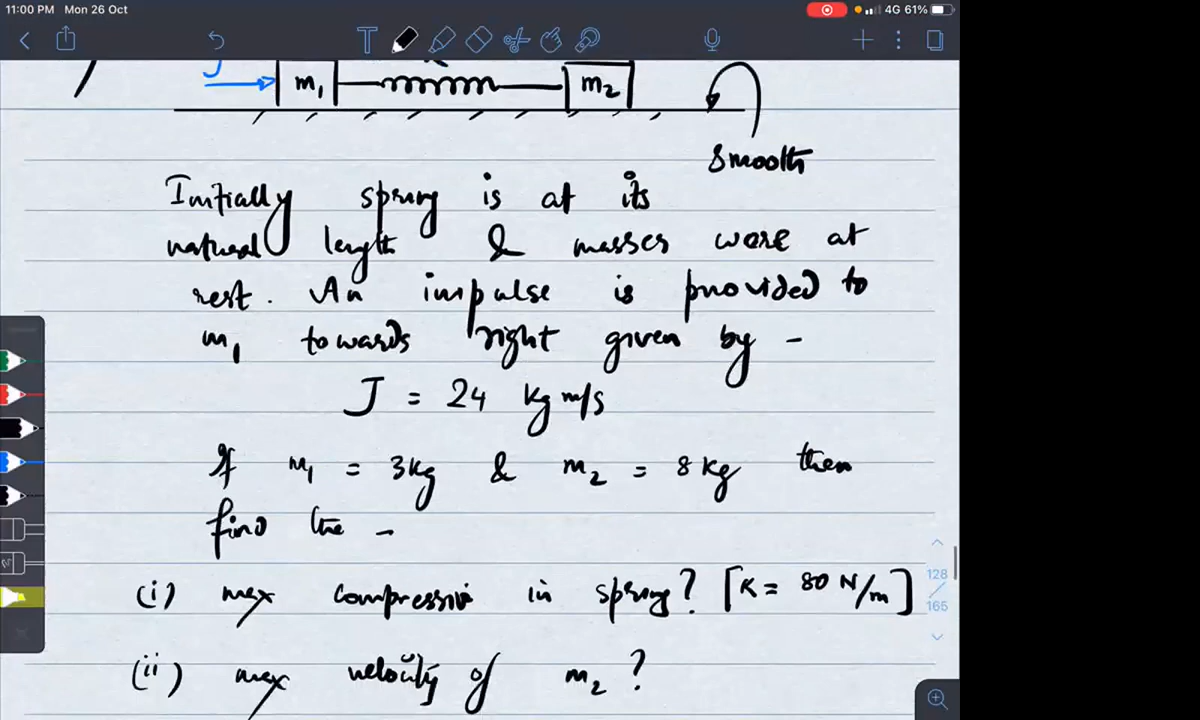 11:00 PM Mon 26 Oct
4G 61%
T
J
m1
m2
Smooth
Initially spring is at its
natural length & masses were at
rest. An impulse is provided to
m1 towards right given by -
J = 24 kg m/s
If m1 = 3kg & m2 = 8kg then
find the -
(i) max compression in spring? [K = 80 N/m]
(ii) max velocity of m2?
128
165